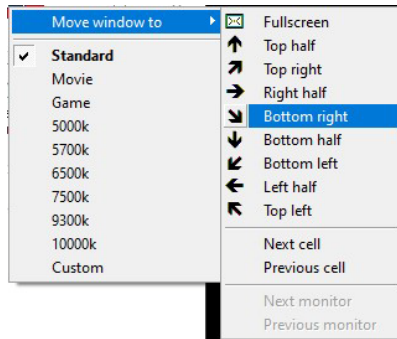 Move window to
Standard
Movie
Game
5000k
5700k
6500k
7500k
9300k
10000k
Custom
Fullscreen
Top half
Top right
Right half
Bottom right
Bottom half
Bottom left
Left half
Top left
Next cell
Previous cell
Next monitor
Previous monitor